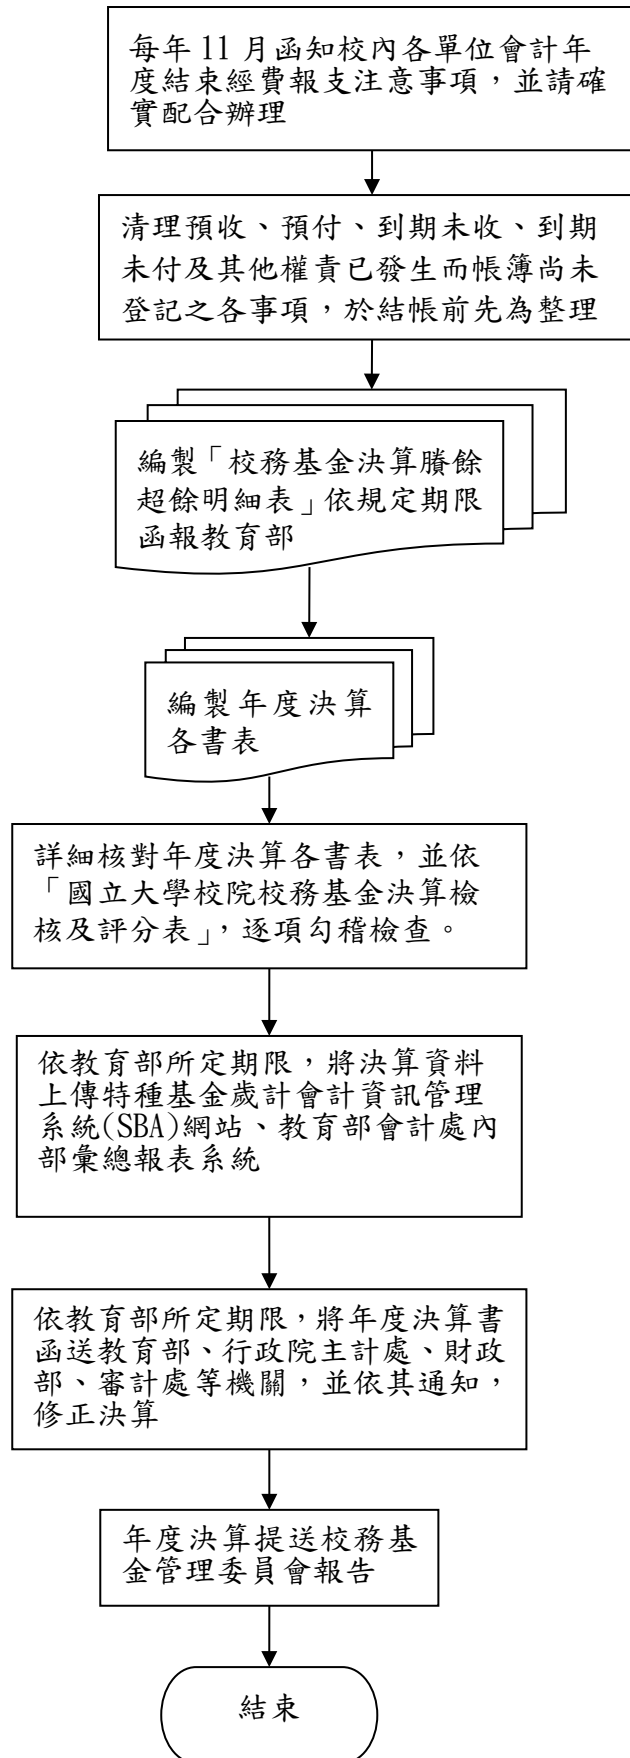 每年 11 月函知校內各單位會計年
度結束經費報支注意事項，並請確
實配合辦理
清理預收、預付、到期未收、到期
未付及其他權責已發生而帳簿尚未
登記之各事項，於結帳前先為整理
編製「校務基金決算賸餘
超餘明細表」依規定期限
函報教育部
編製年度決算
各書表
詳細核對年度決算各書表，並依
「國立大學校院校務基金決算檢
核及評分表」，逐項勾稽檢查。
依教育部所定期限，將決算資料
上傳特種基金歲計會計資訊管理
系統(SBA)網站、教育部會計處內
部彙總報表系統
依教育部所定期限，將年度決算書
函送教育部、行政院主計處、財政
部、審計處等機關，並依其通知，
修正決算
年度決算提送校務基
金管理委員會報告
結束